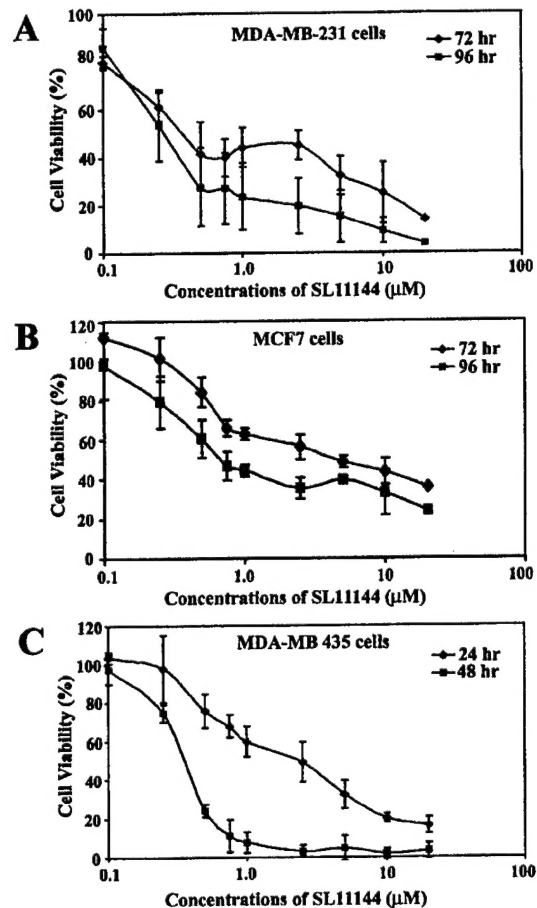 A
MDA-MB-231 cells
72 hr
96 hr
Cell Viability (%)
100
80
60
40
20
0
0.1
1.0
10
100
Concentrations of SL11144 (μM)
B
MCF7 cells
72 hr
96 hr
Cell Viability (%)
120
100
80
60
40
20
0
0.1
1.0
10
100
Concentrations of SL11144 (μM)
C
MDA-MB 435 cells
24 hr
48 hr
Cell Viability (%)
120
100
80
60
40
20
0
0.1
1.0
10
100
Concentrations of SL11144 (μM)